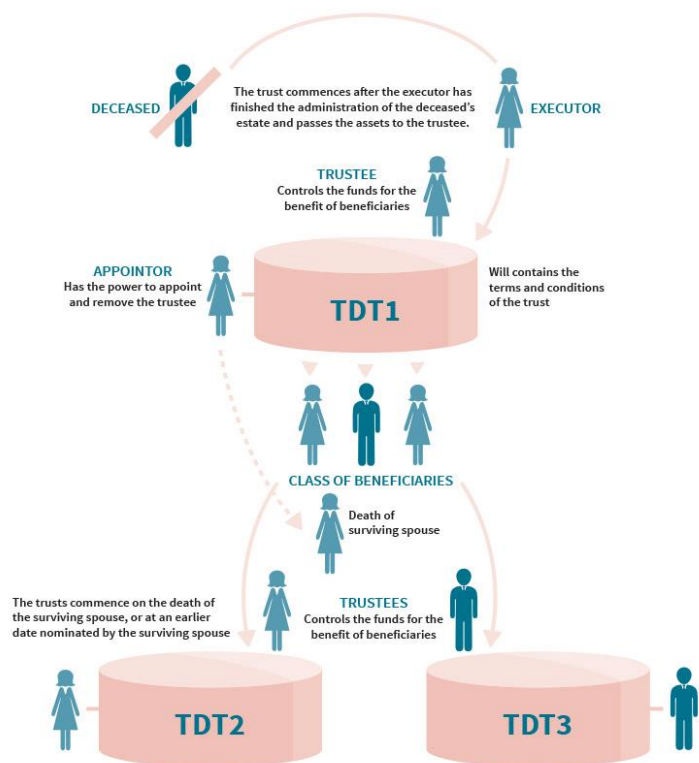 DECEASED
The trust commences after the executor has
finished the administration of the deceased's
estate and passes the assets to the trustee.
EXECUTOR
TRUSTEE
Controls the funds for the
benefit of beneficiaries
APPOINTOR
Has the power to appoint
and remove the trustee
TDT1
Will contains the
terms and conditions
of the trust
CLASS OF BENEFICIARIES
Death of
surviving spouse
The trusts commence on the death of
the surviving spouse, or at an earlier
date nominated by the surviving spouse
TRUSTEES
Controls the funds for the
benefit of beneficiaries
TDT2
TDT3